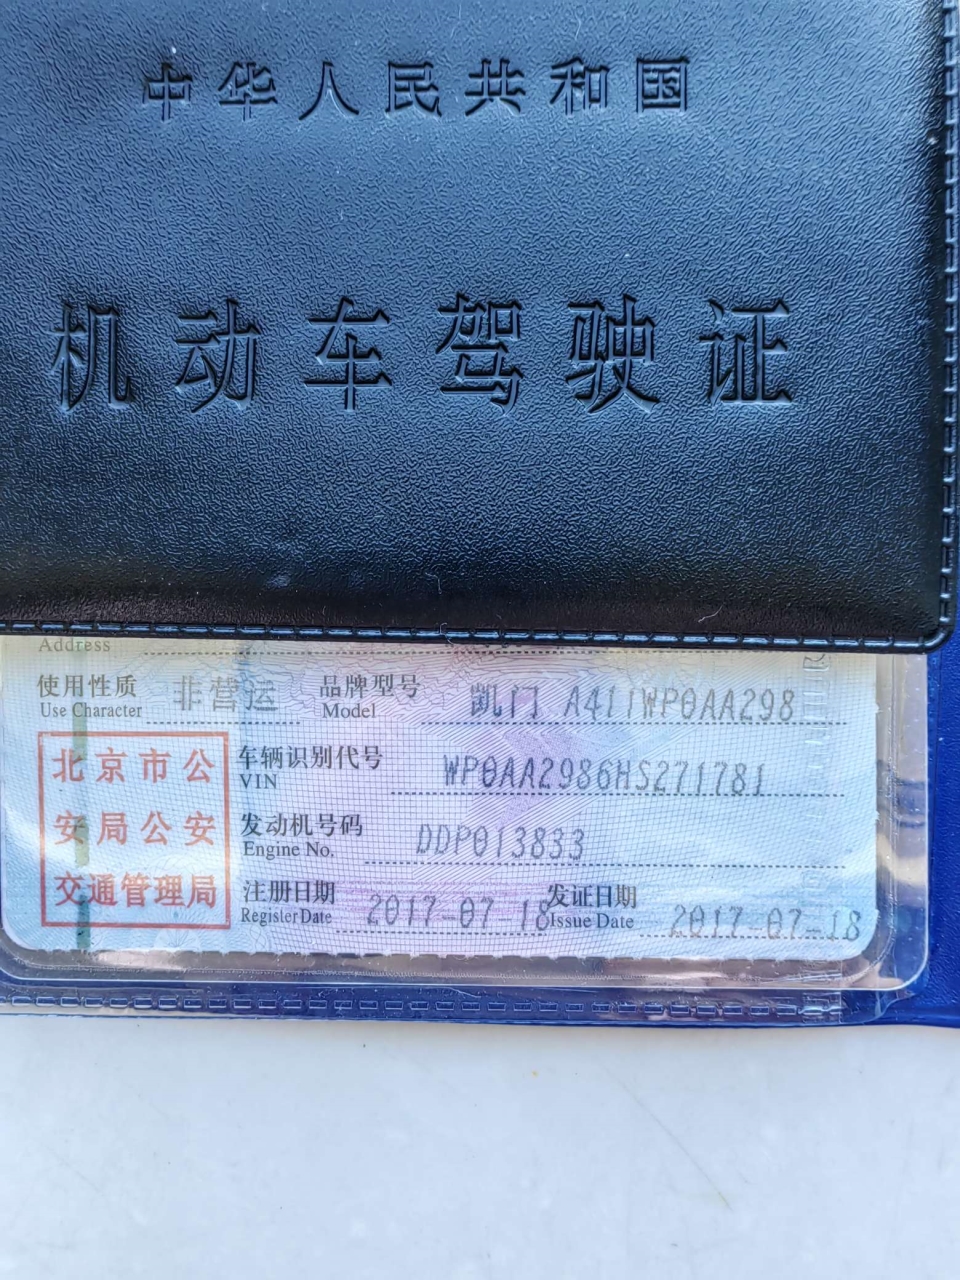 中华人民共和国
机动车驾驶证
Address
使用性质 非营运 品牌型号 凯门 A411WP0AA298
Use Character Model
北京市公
安局公安
交通管理局
车辆识别代号 WP0AA2986HS271781
VIN
发动机号码 DDP013833
Engine No.
注册日期 2017-07-18 发证日期 2017-07-18
Register Date Issue Date